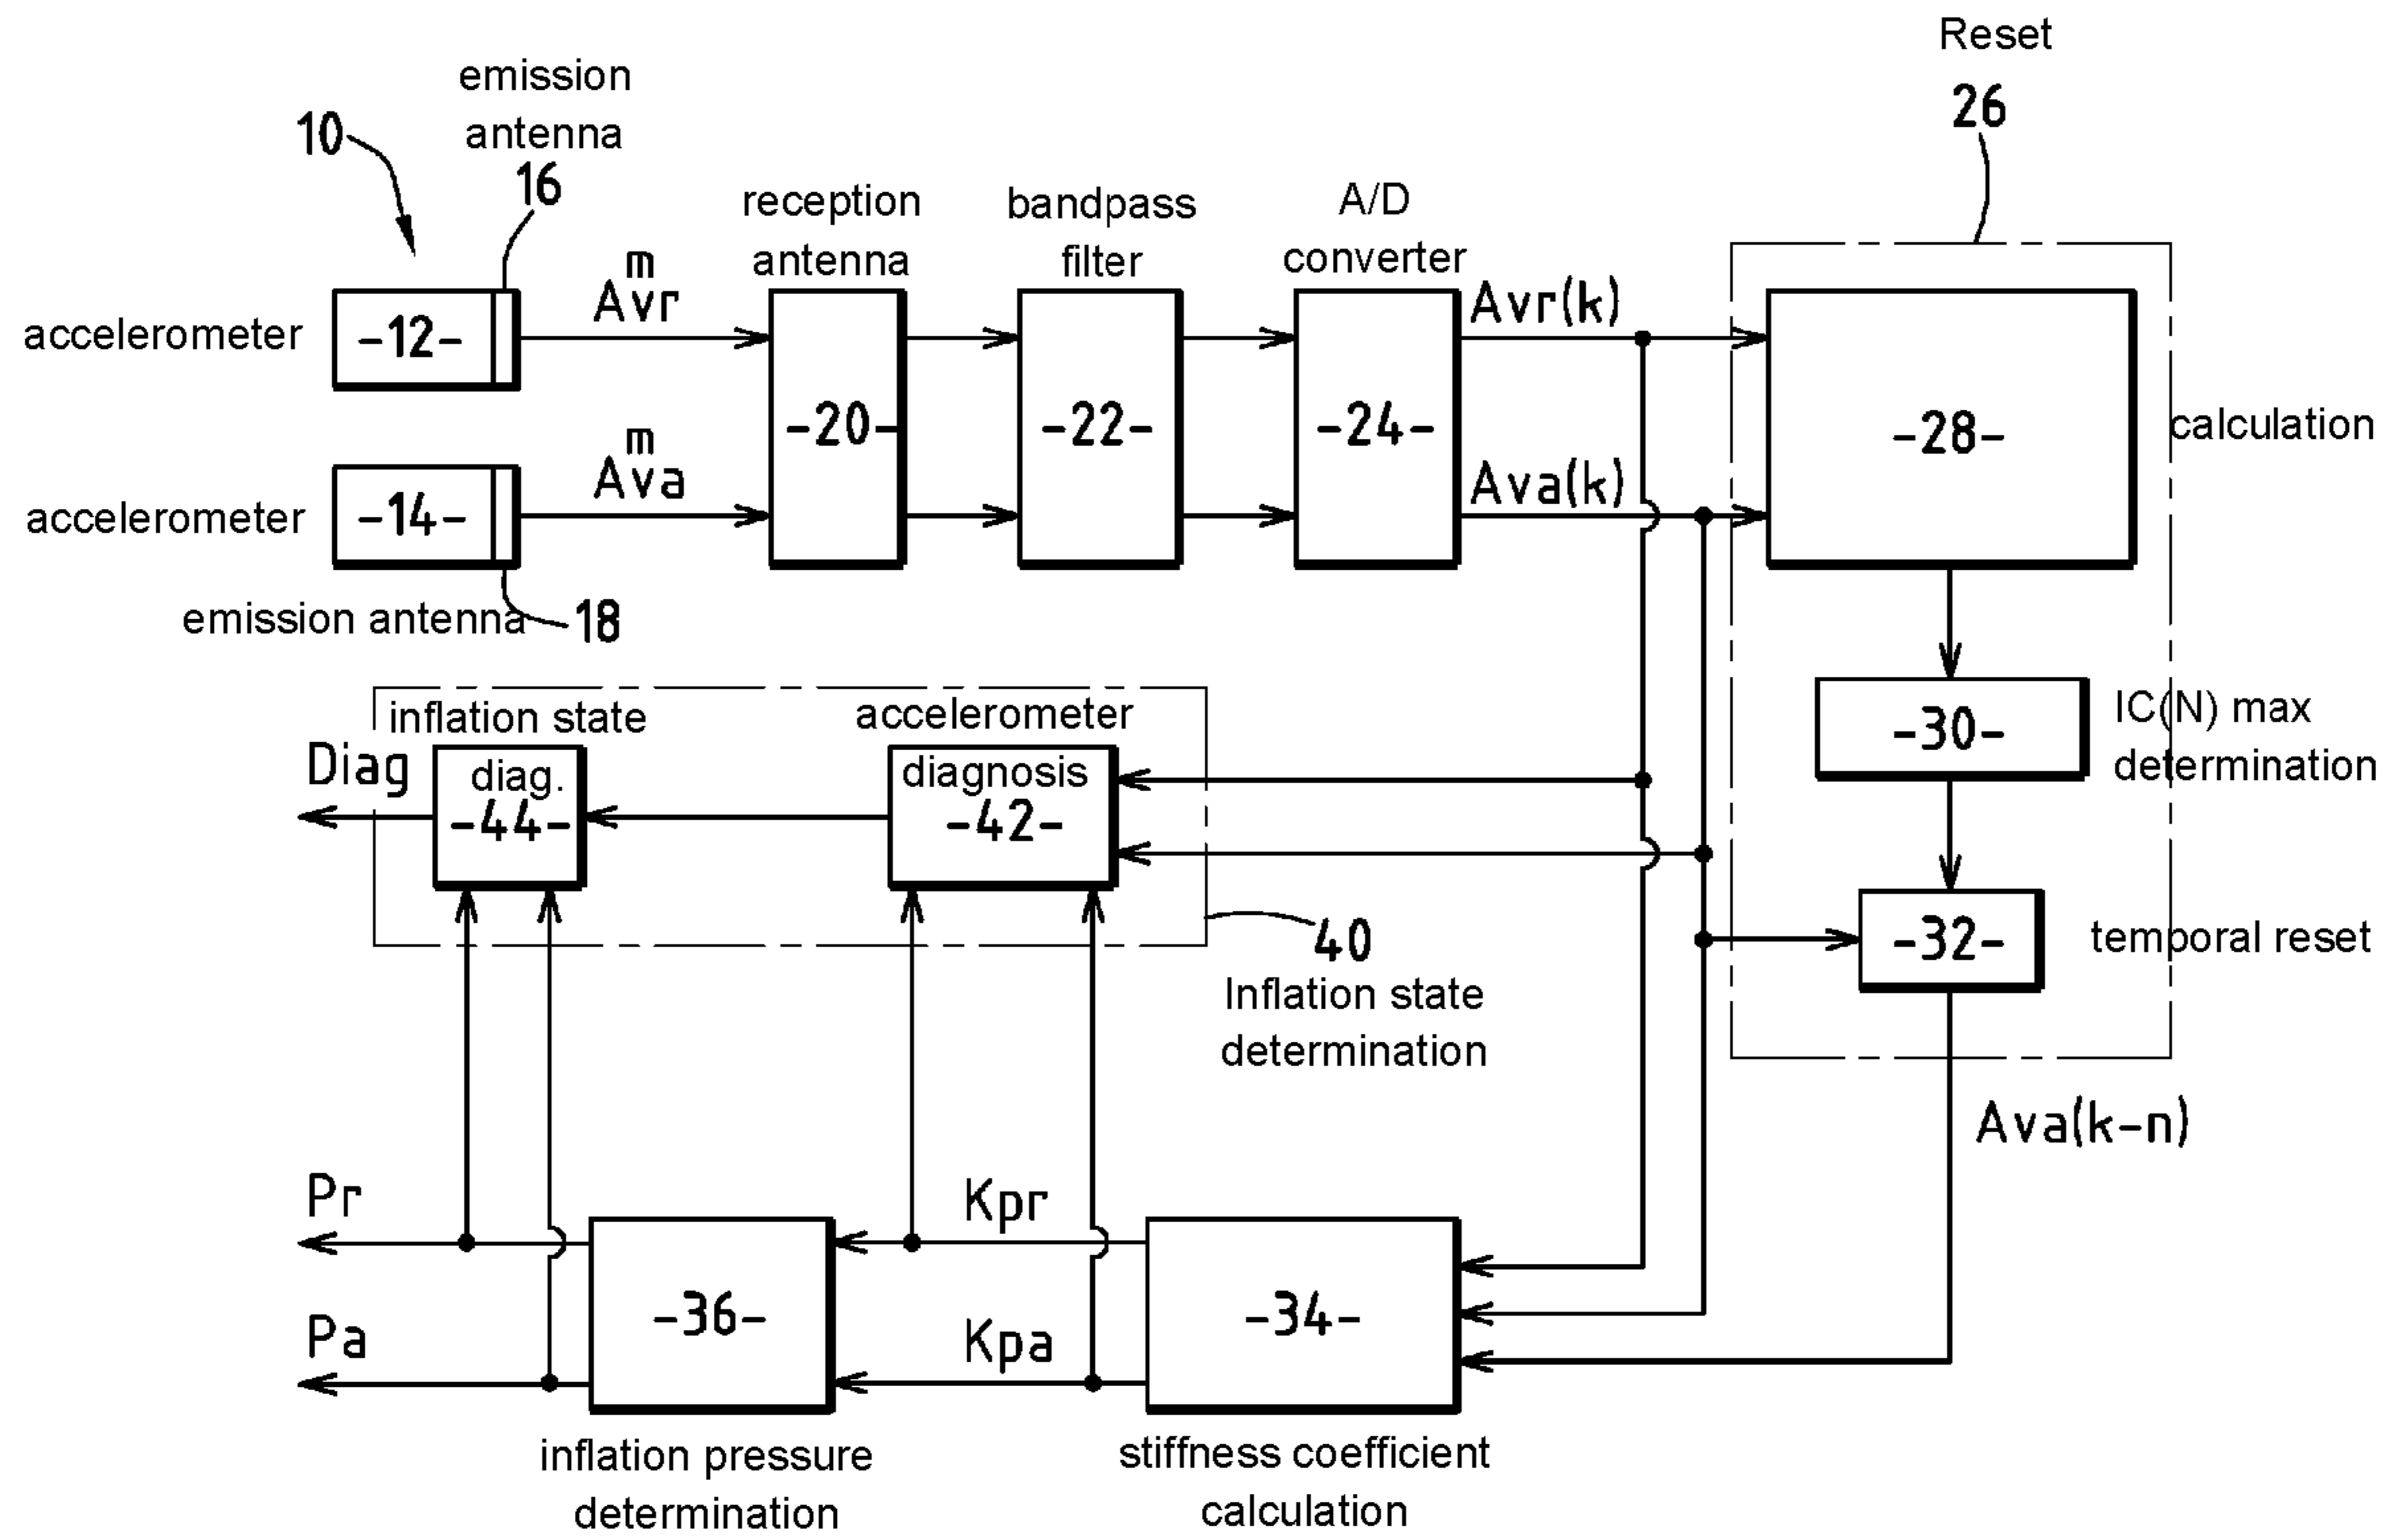 Reset
26
emission
antenna
16
10
reception
antenna
bandpass
filter
A/D
converter
m
Avr
Avr(k)
accelerometer
-12-
-20-
-22-
-24-
-28-
calculation
m
Ava
Ava(k)
accelerometer
-14-
emission antenna
18
inflation state
diag.
-44-
Diag
accelerometer
diagnosis
-42-
-30-
IC(N) max
determination
-32-
temporal reset
40
Inflation state
determination
Ava(k-n)
Pr
Kpr
-36-
-34-
Pa
Kpa
inflation pressure
determination
stiffness coefficient
calculation